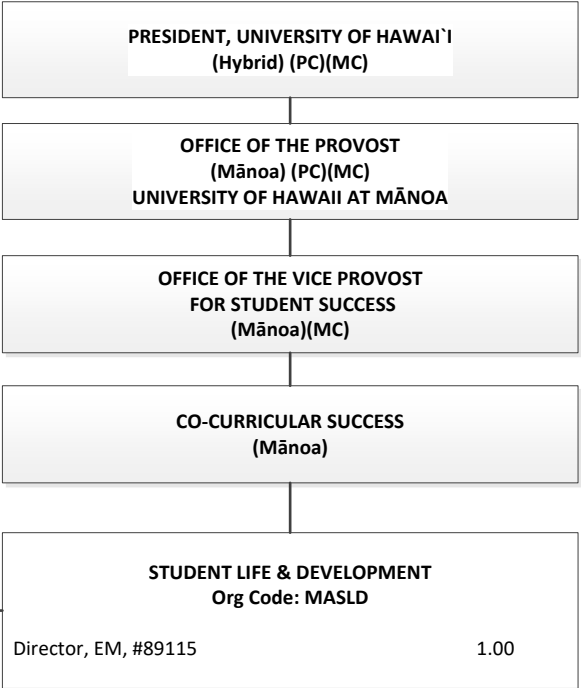 PRESIDENT, UNIVERSITY OF HAWAI`I
(Hybrid) (PC)(MC)
OFFICE OF THE PROVOST
(Mānoa) (PC)(MC)
UNIVERSITY OF HAWAII AT MĀNOA
OFFICE OF THE VICE PROVOST
FOR STUDENT SUCCESS
(Mānoa)(MC)
CO-CURRICULAR SUCCESS
(Mānoa)
STUDENT LIFE & DEVELOPMENT
Org Code: MASLD
Director, EM, #89115 1.00